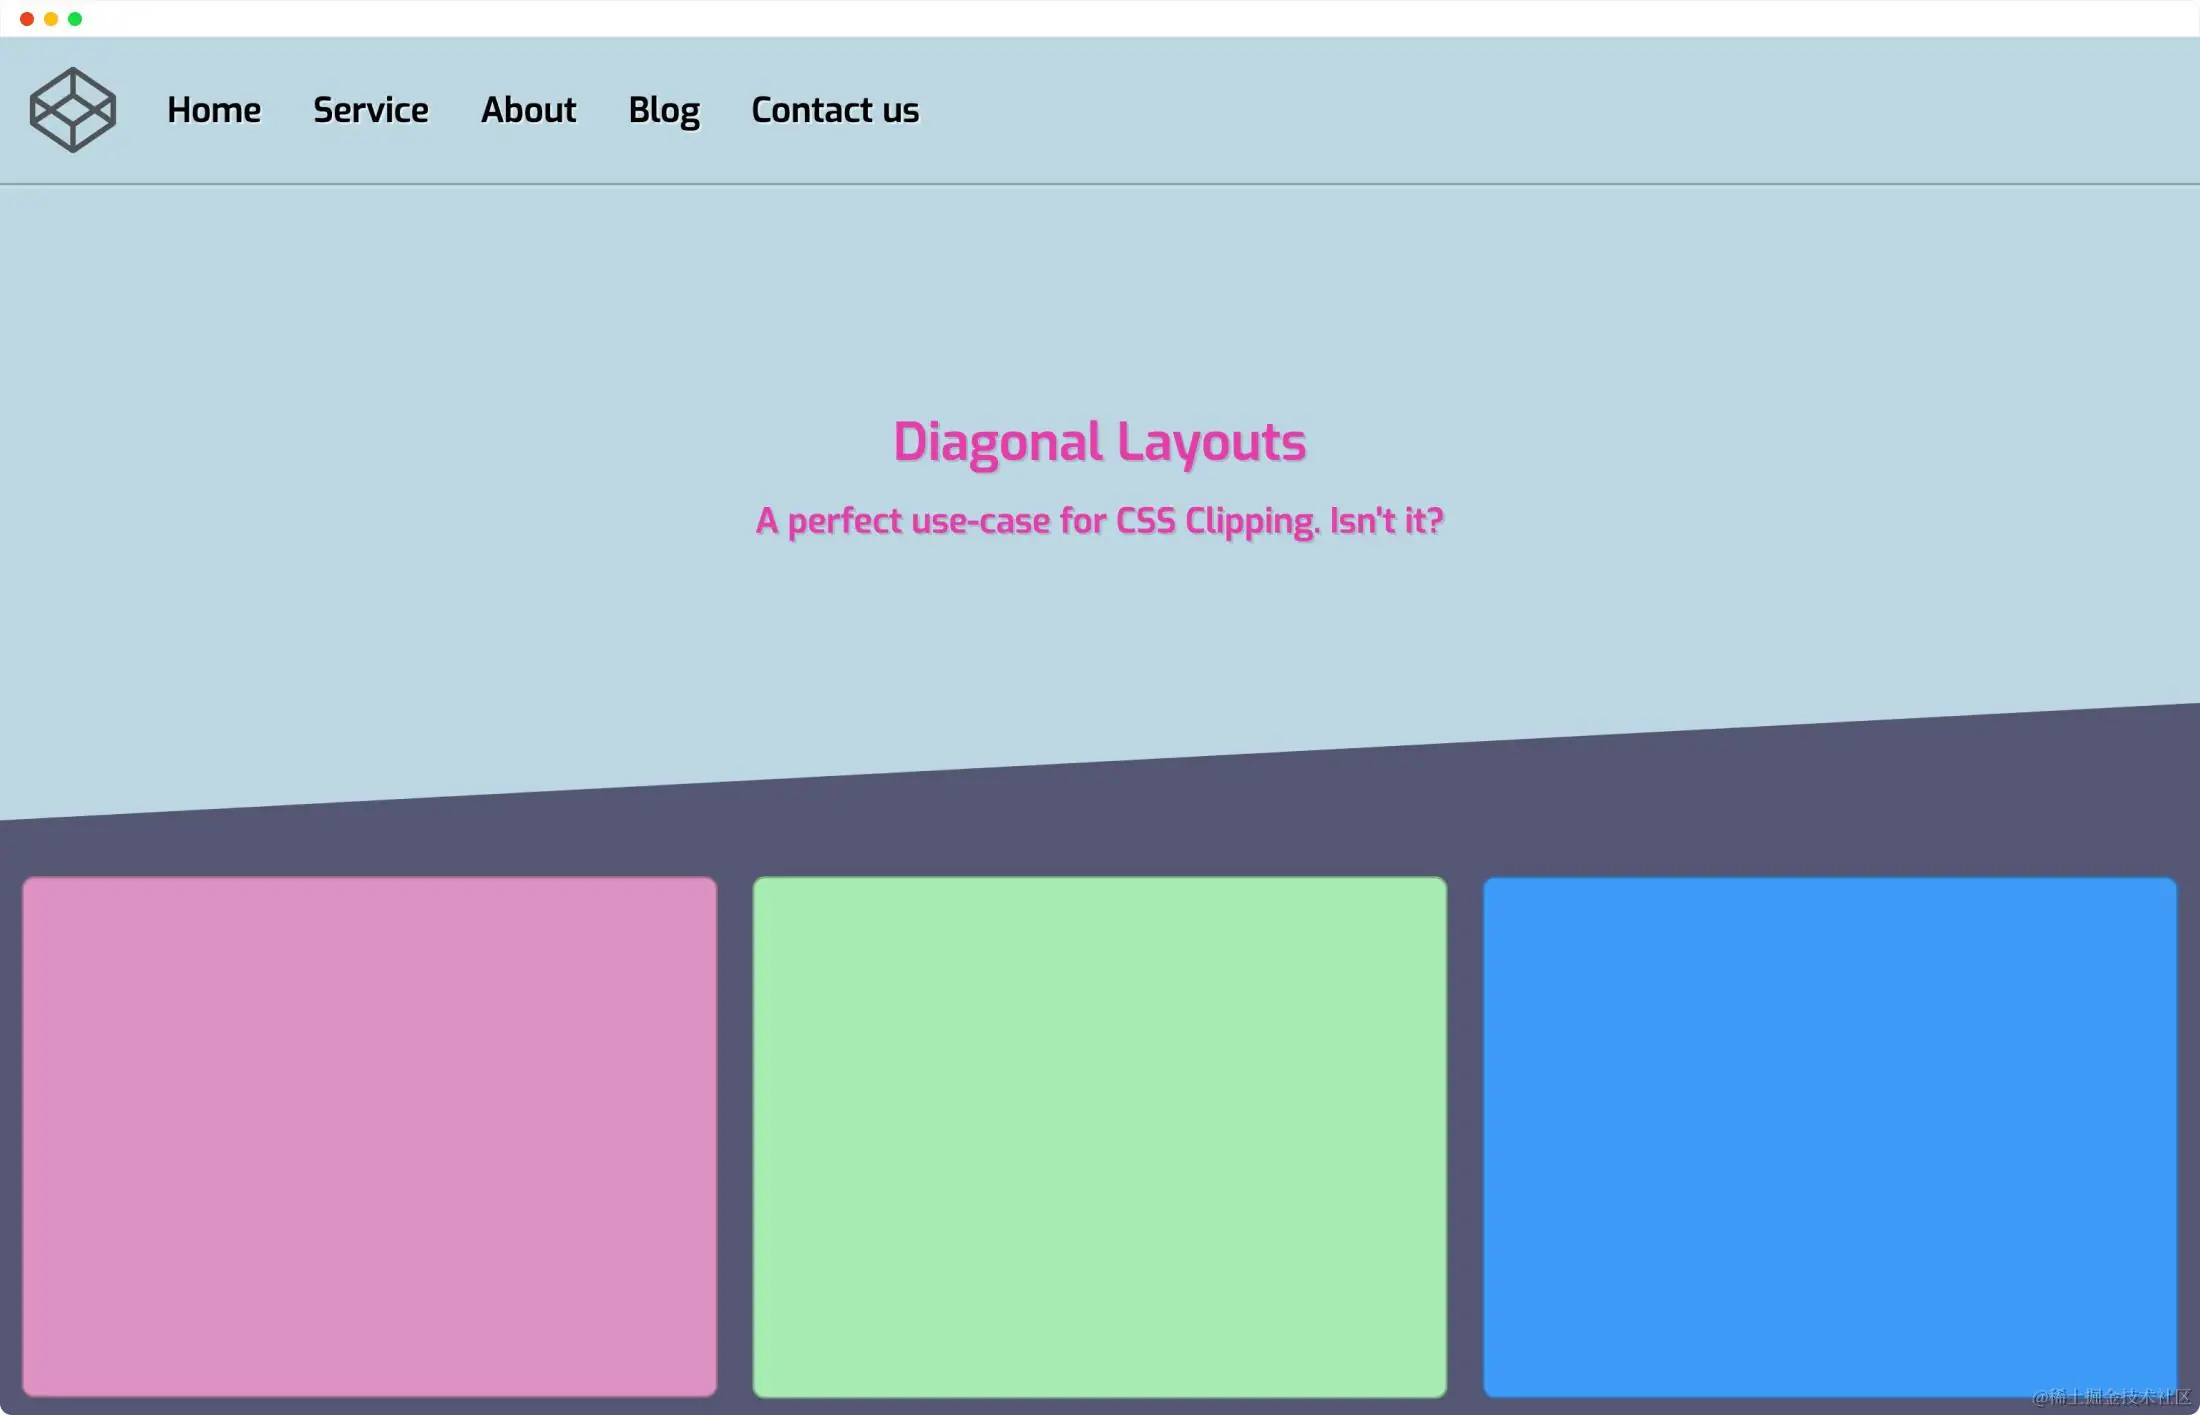 Home Service About Blog Contact us
Diagonal Layouts
A perfect use-case for CSS Clipping. Isn't it?
@稀土掘金技术社区